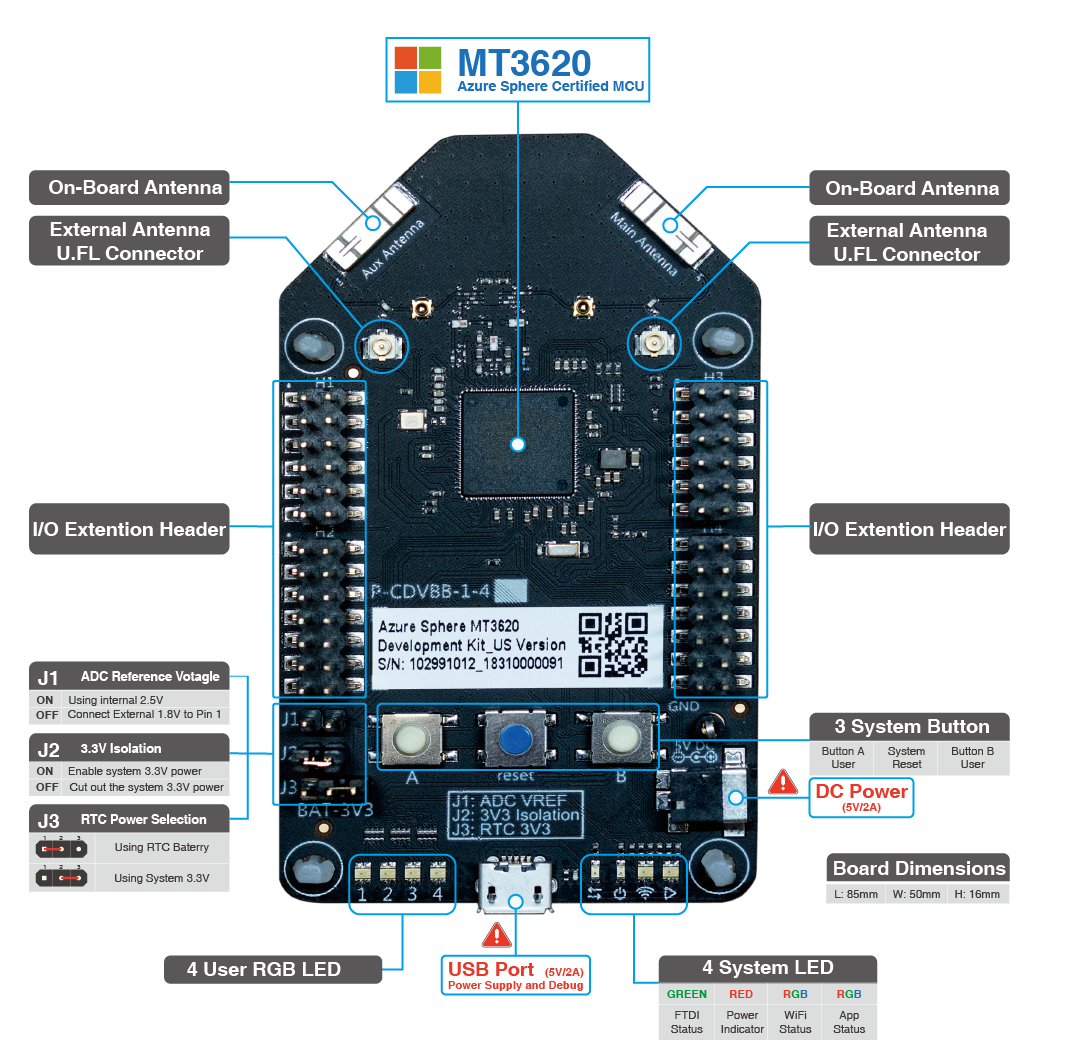 MT3620
Azure Sphere Certified MCU
On-Board Antenna
External Antenna
U.FL Connector
On-Board Antenna
External Antenna
U.FL Connector
Aux Antenna
Main Antenna
H1
H3
I/O Extention Header
I/O Extention Header
H2
H4
P-CDVBB-1-4
Azure Sphere MT3620
Development Kit_US Version
S/N: 102991012_18310000091
J1 ADC Reference Votagle
ON Using internal 2.5V
OFF Connect External 1.8V to Pin 1
J2 3.3V Isolation
ON Enable system 3.3V power
OFF Cut out the system 3.3V power
J3 RTC Power Selection
1 2 3
Using RTC Baterry
1 2 3
Using System 3.3V
J1
J2
J3
BAT-3V3
A
reset
B
GND
5V DC
J1: ADC VREF
J2: 3V3 Isolation
J3: RTC 3V3
3 System Button
Button A User
System Reset
Button B User
DC Power
(5V/2A)
Board Dimensions
L: 85mm W: 50mm H: 16mm
1 2 3 4
4 User RGB LED
USB Port (5V/2A)
Power Supply and Debug
4 System LED
GREEN RED RGB RGB
FTDI Status
Power Indicator
WiFi Status
App Status